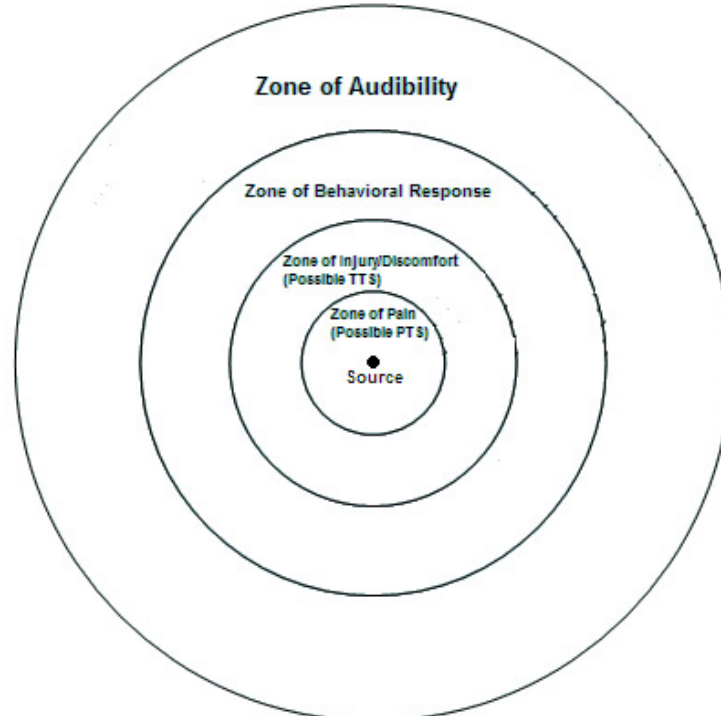 Zone of Audibility
Zone of Behavioral Response
Zone of Injury/Discomfort
(Possible TTS)
Zone of Pain
(Possible PTS)
Source